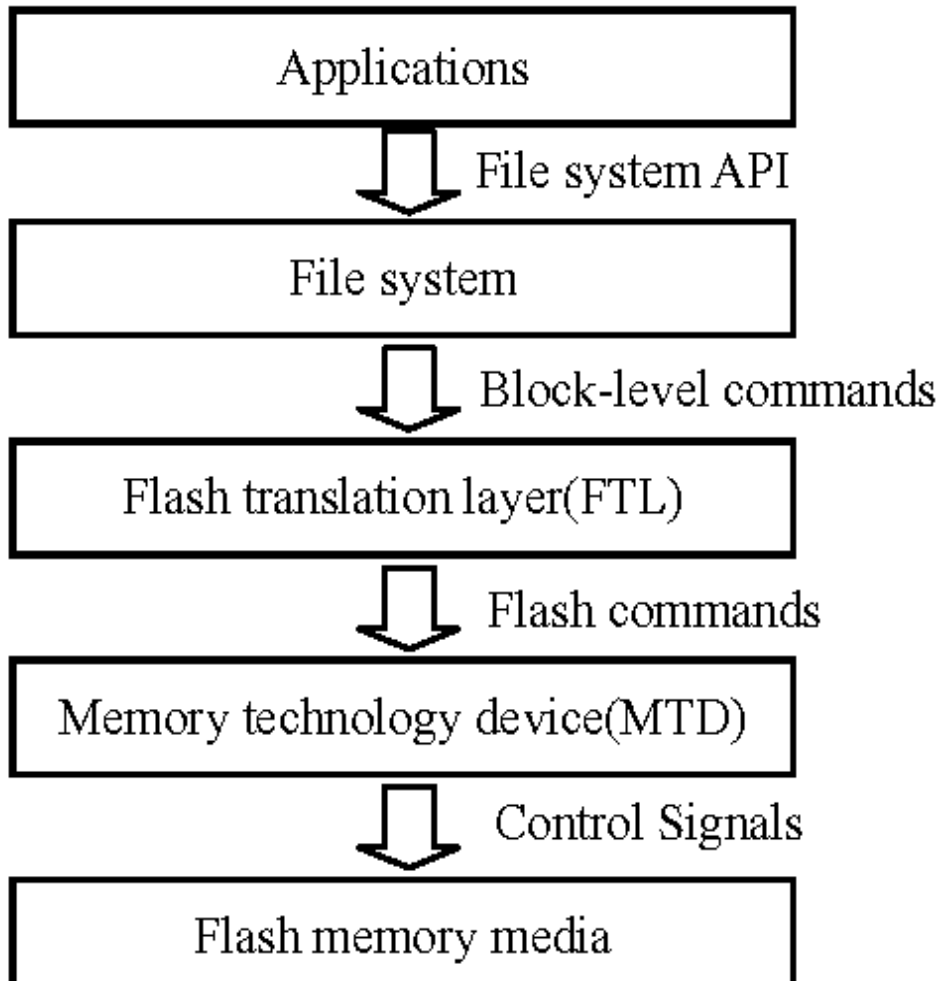 Applications
File system API
File system
Block-level commands
Flash translation layer(FTL)
Flash commands
Memory technology device(MTD)
Control Signals
Flash memory media